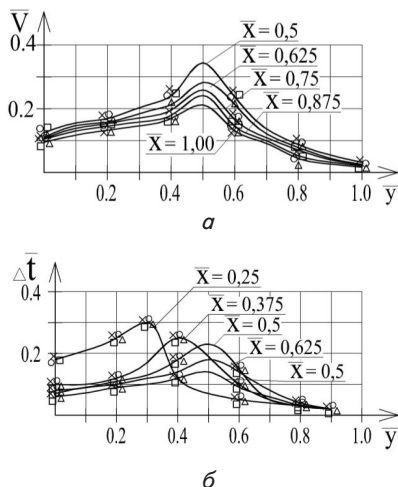 V̅
0.4
0.2
X̅ = 0,5
X̅ = 0,625
X̅ = 0,75
X̅ = 0,875
X̅ = 1,00
0.2
0.4
0.6
0.8
1.0
y̅
а
△t̅
0.4
0.2
X̅ = 0,25
X̅ = 0,375
X̅ = 0,5
X̅ = 0,625
X̅ = 0,5
0.2
0.4
0.6
0.8
1.0
y̅
б